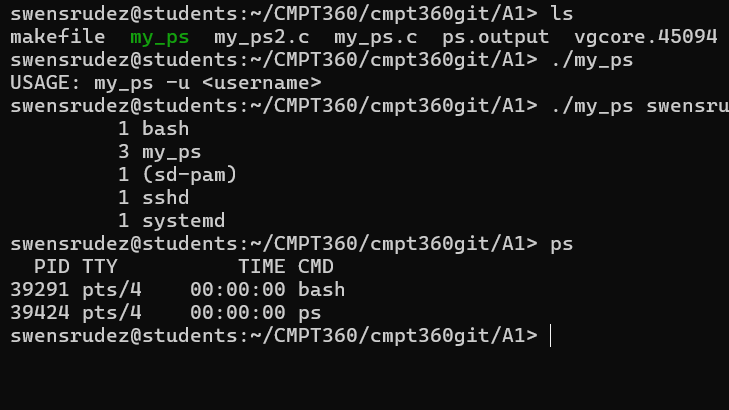 swensrudez@students:~/CMPT360/cmpt360git/A1> ls
makefile  my_ps  my_ps2.c  my_ps.c  ps.output  vgcore.45094
swensrudez@students:~/CMPT360/cmpt360git/A1> ./my_ps
USAGE: my_ps -u <username>
swensrudez@students:~/CMPT360/cmpt360git/A1> ./my_ps swensru
         1 bash
         3 my_ps
         1 (sd-pam)
         1 sshd
         1 systemd
swensrudez@students:~/CMPT360/cmpt360git/A1> ps
  PID TTY          TIME CMD
39291 pts/4    00:00:00 bash
39424 pts/4    00:00:00 ps
swensrudez@students:~/CMPT360/cmpt360git/A1>